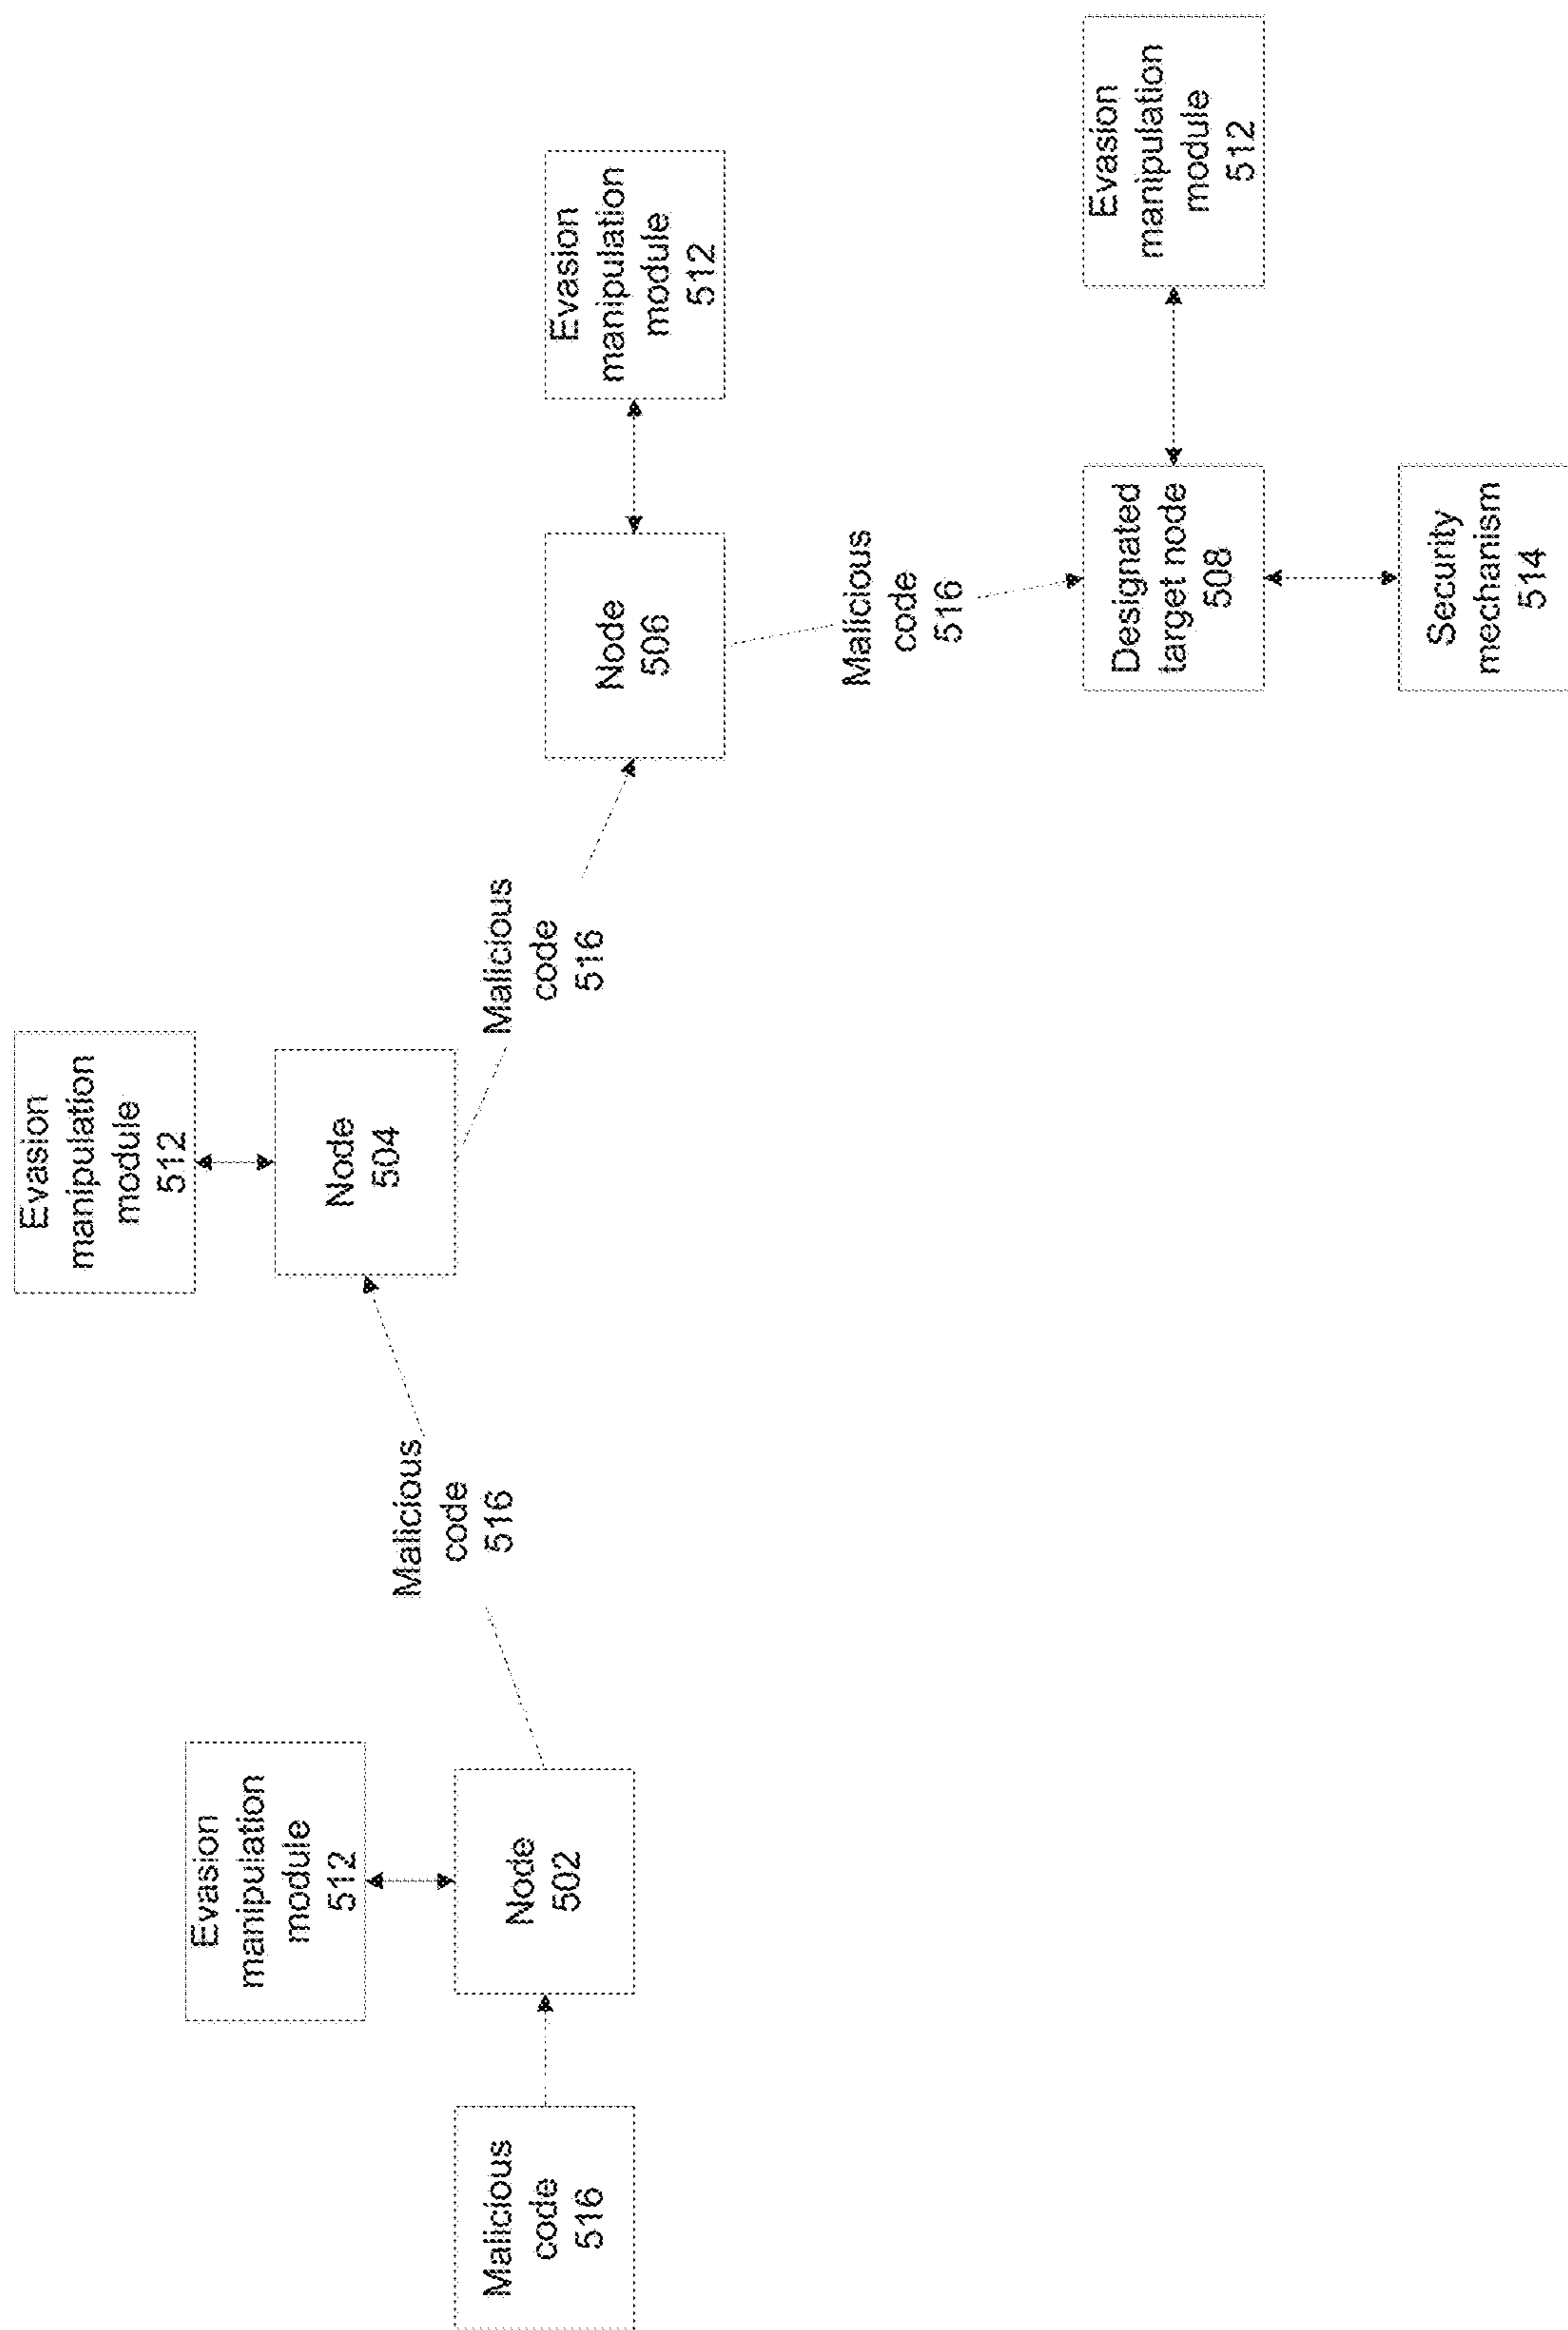 Malicious
code
516
Evasion
manipulation
module
512
Node
502
Malicious
code
516
Evasion
manipulation
module
512
Node
504
Malicious
code
516
Evasion
manipulation
module
512
Node
506
Malicious
code
516
Evasion
manipulation
module
512
Designated
target node
508
Security
mechanism
514